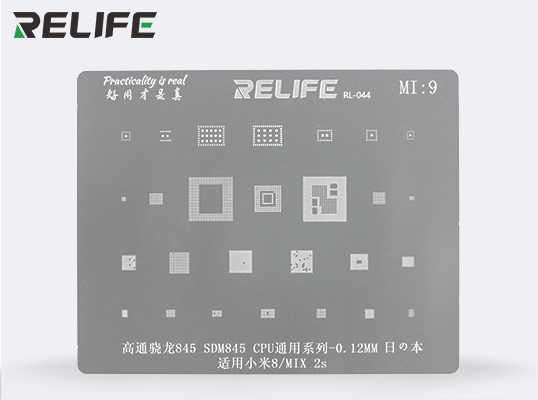 RELIFE
Practicality is real
好用才是真
RELIFE RL-044
MI:9
高通骁龙845 SDM845 CPU通用系列-0.12MM 日の本
适用小米8/MIX 2s